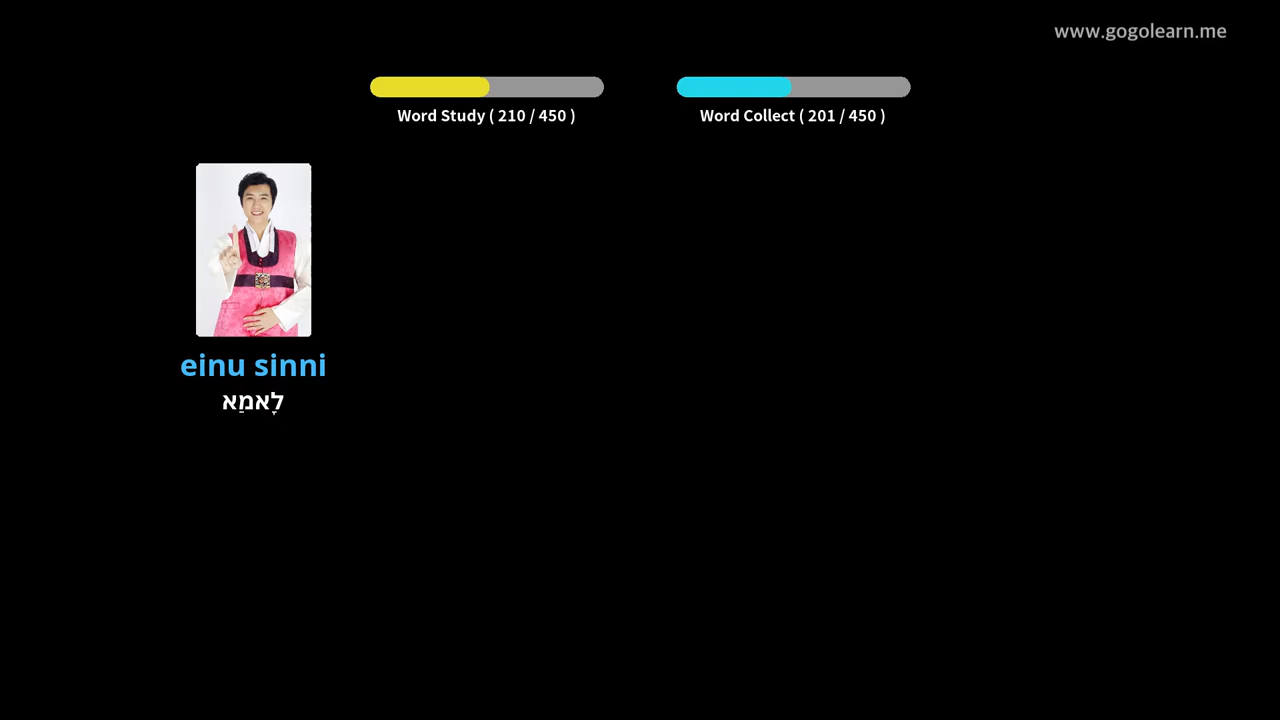 www.gogolearn.me
Word Study ( 210 / 450 )
Word Collect ( 201 / 450 )
einu sinni
לָאמַא